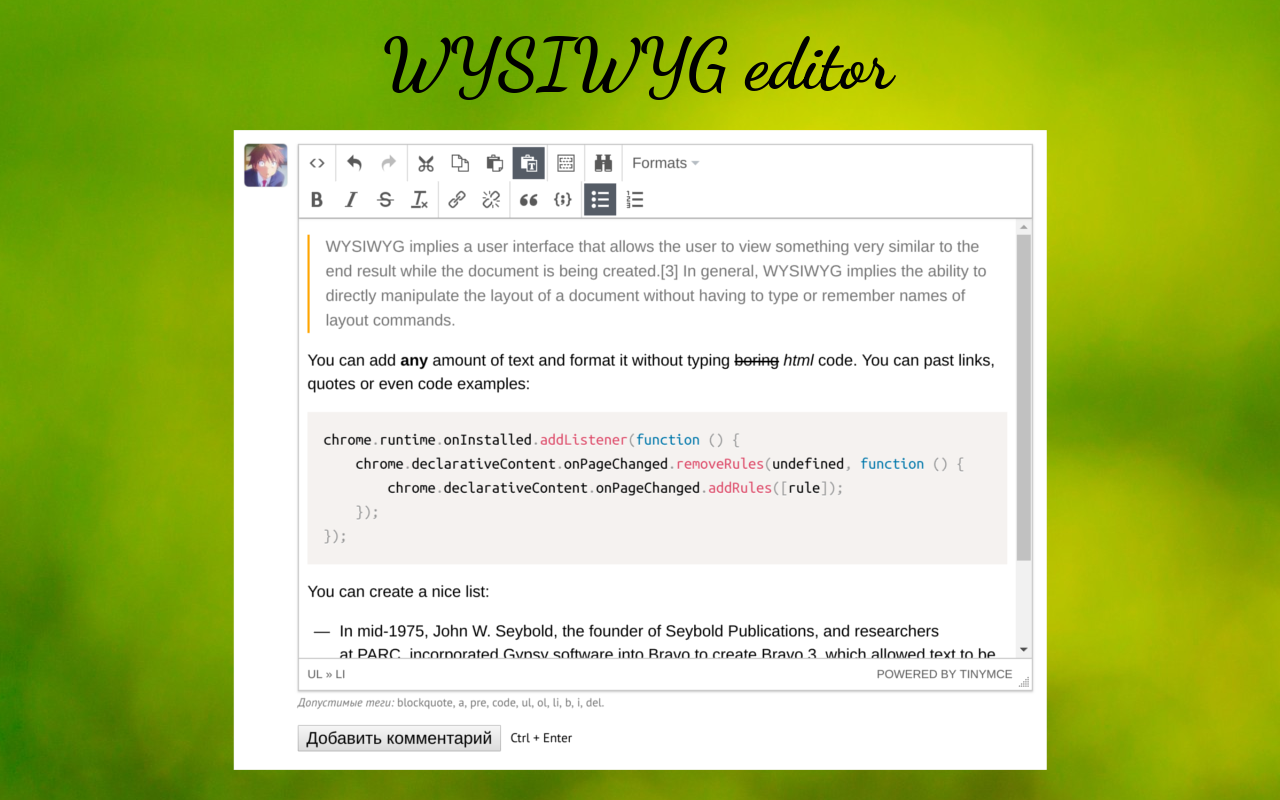 WYSIWYG editor
Formats
WYSIWYG implies a user interface that allows the user to view something very similar to the
end result while the document is being created.[3] In general, WYSIWYG implies the ability to
directly manipulate the layout of a document without having to type or remember names of
layout commands.
You can add any amount of text and format it without typing boring html code. You can past links,
quotes or even code examples:
chrome.runtime.onInstalled.addListener(function () {
    chrome.declarativeContent.onPageChanged.removeRules(undefined, function () {
        chrome.declarativeContent.onPageChanged.addRules([rule]);
    });
});
You can create a nice list:
— In mid-1975, John W. Seybold, the founder of Seybold Publications, and researchers
at PARC, incorporated Gypsy software into Bravo to create Bravo 3, which allowed text to be
UL » LI
POWERED BY TINYMCE
Допустимые теги: blockquote, a, pre, code, ul, ol, li, b, i, del.
Добавить комментарий Ctrl + Enter